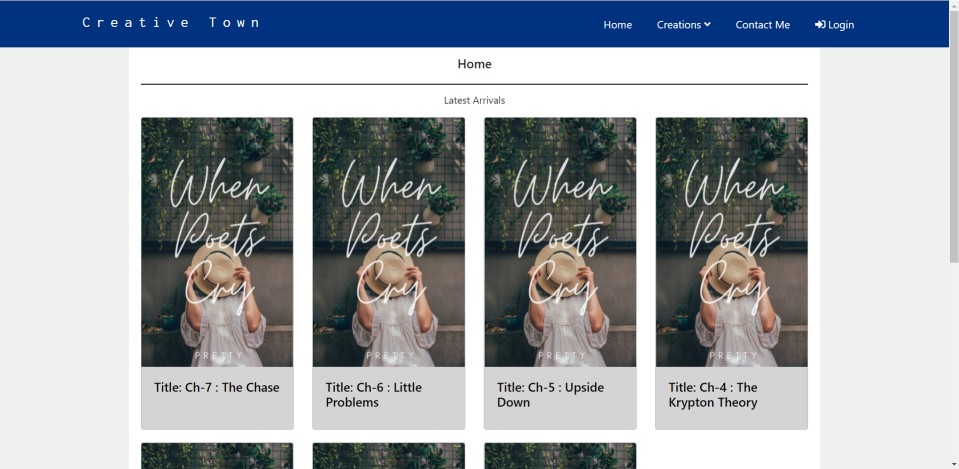 Creative Town
Home
Creations
Contact Me
Login
Home
Latest Arrivals
When
Poets
Cry
PRETTY
When
Poets
Cry
PRETTY
When
Poets
Cry
PRETTY
When
Poets
Cry
PRETTY
Title: Ch-7 : The Chase
Title: Ch-6 : Little
Problems
Title: Ch-5 : Upside
Down
Title: Ch-4 : The
Krypton Theory